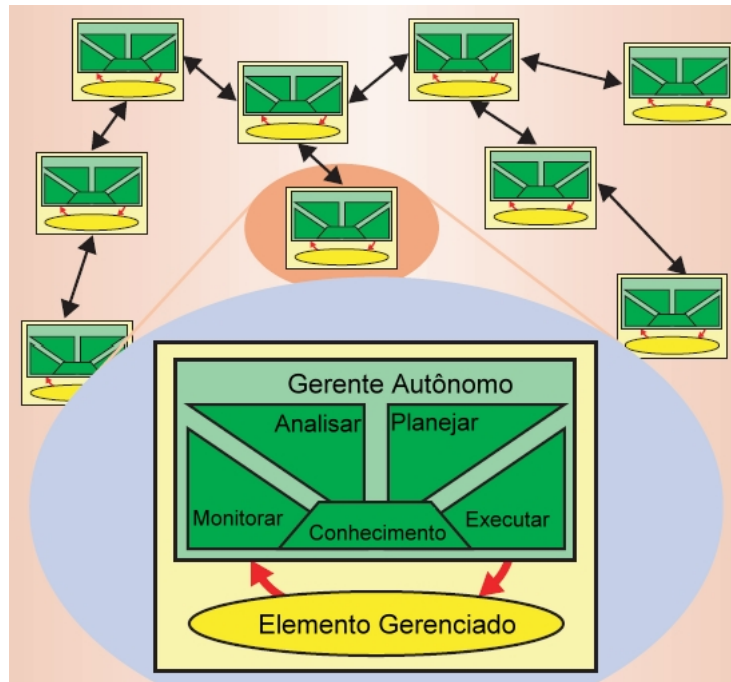 Gerente Autônomo
Analisar Planejar
Monitorar Conhecimento Executar
Elemento Gerenciado